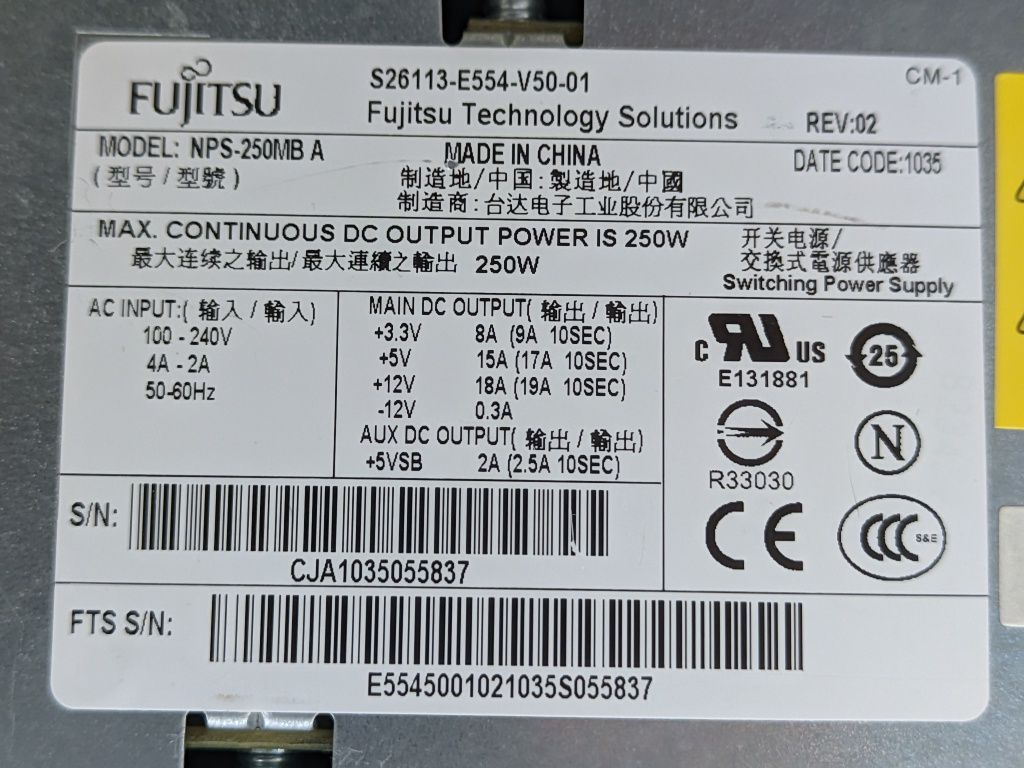 FUJITSU
S26113-E554-V50-01
CM-1
Fujitsu Technology Solutions
REV:02
MODEL: NPS-250MB A
(型号/型號)
MADE IN CHINA
DATE CODE:1035
制造地/中国:製造地/中國
制造商:台达电子工业股份有限公司
MAX. CONTINUOUS DC OUTPUT POWER IS 250W
最大连续之输出/最大連續之輸出 250W
开关电源/
交換式電源供應器
Switching Power Supply
AC INPUT:(输入/輸入)
100 - 240V
4A - 2A
50-60Hz
MAIN DC OUTPUT(输出/輸出)
+3.3V 8A (9A 10SEC)
+5V 15A (17A 10SEC)
+12V 18A (19A 10SEC)
-12V 0.3A
AUX DC OUTPUT(输出/輸出)
+5VSB 2A (2.5A 10SEC)
c RU US
E131881
25
R33030
N
CE
CCC S&E
S/N:
CJA1035055837
FTS S/N:
E5545001021035S055837